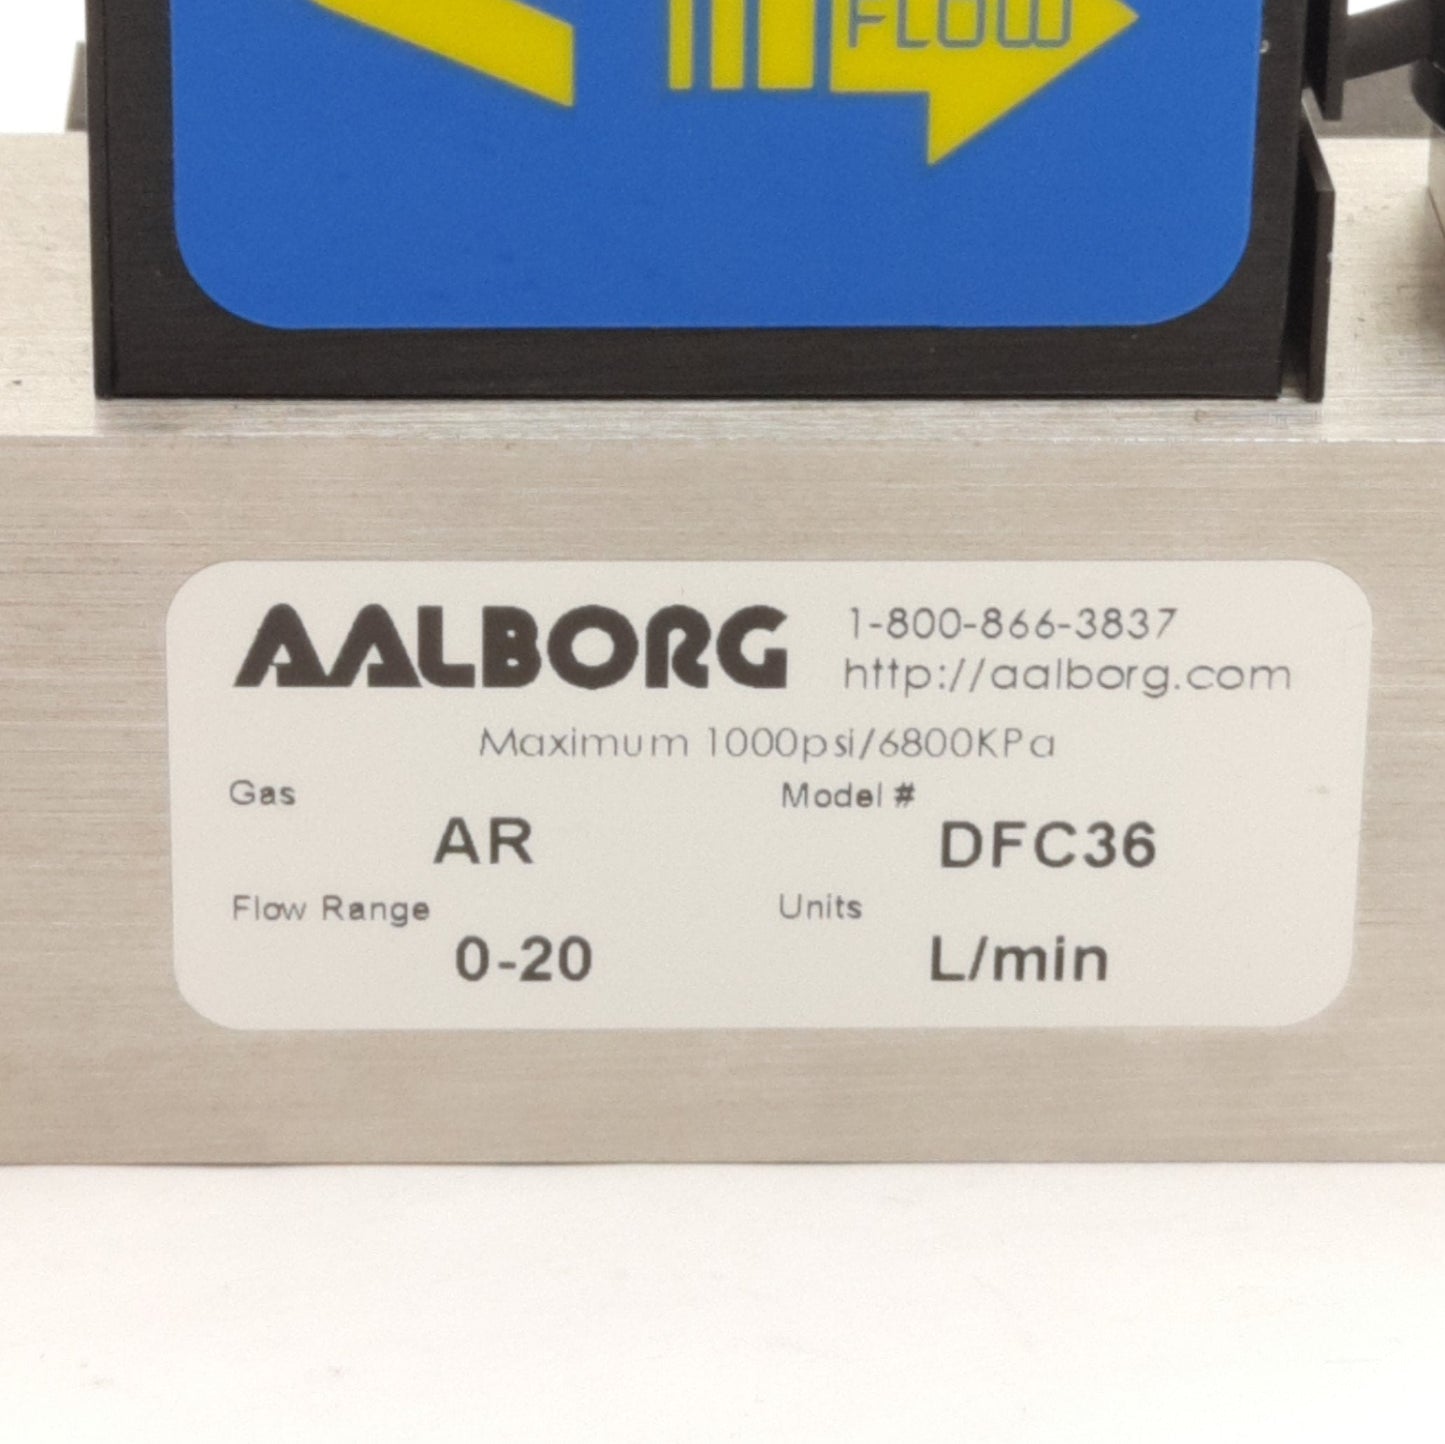 FLOW
AALBORG 1-800-866-3837
http://aalborg.com
Maximum 1000psi/6800KPa
Gas Model #
AR DFC36
Flow Range Units
0-20 L/min